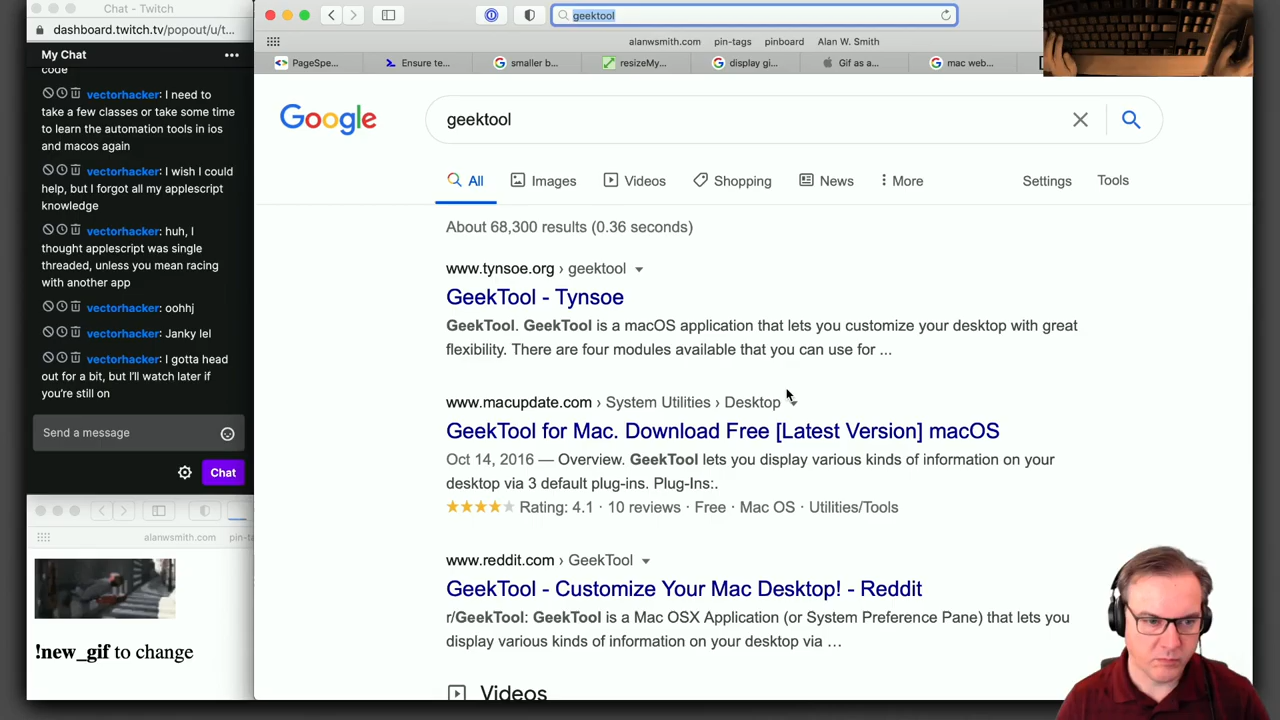 Chat - Twitch
dashboard.twitch.tv/popout/u/t...
My Chat
code
vectorhacker: I need to
take a few classes or take some time
to learn the automation tools in ios
and macos again
vectorhacker: I wish I could
help, but I forgot all my applescript
knowledge
vectorhacker: huh, I
thought applescript was single
threaded, unless you mean racing
with another app
vectorhacker: oohhj
vectorhacker: Janky lel
vectorhacker: I gotta head
out for a bit, but I'll watch later if
you're still on
Send a message
Chat
alanwsmith.com pin-ta
!new_gif to change
geektool
alanwsmith.com pin-tags pinboard Alan W. Smith
PageSpe... Ensure te... smaller b... resizeMy... display gi... Gif as a... mac web...
Google
geektool
All Images Videos Shopping News More Settings Tools
About 68,300 results (0.36 seconds)
www.tynsoe.org › geektool
GeekTool - Tynsoe
GeekTool. GeekTool is a macOS application that lets you customize your desktop with great
flexibility. There are four modules available that you can use for ...
www.macupdate.com › System Utilities › Desktop
GeekTool for Mac. Download Free [Latest Version] macOS
Oct 14, 2016 — Overview. GeekTool lets you display various kinds of information on your
desktop via 3 default plug-ins. Plug-Ins:.
Rating: 4.1 · 10 reviews · Free · Mac OS · Utilities/Tools
www.reddit.com › GeekTool
GeekTool - Customize Your Mac Desktop! - Reddit
r/GeekTool: GeekTool is a Mac OSX Application (or System Preference Pane) that lets you
display various kinds of information on your desktop via ...
Videos